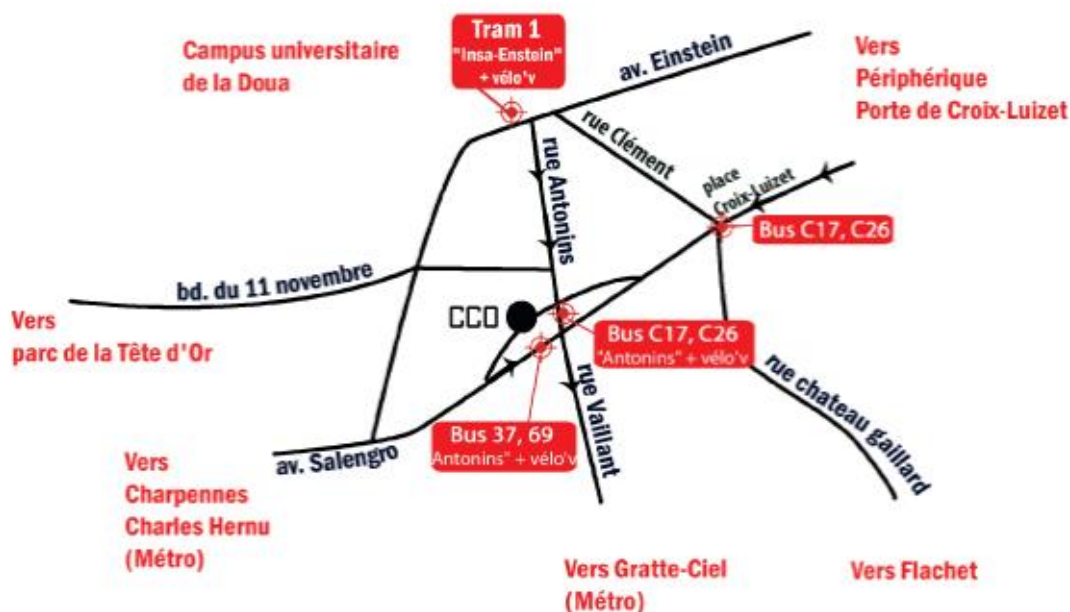 Campus universitaire
de la Doua
Tram 1
"Insa-Enstein"
+ vélo'v
av. Einstein
Vers
Périphérique
Porte de Croix-Luizet
rue Clément
rue Antonins
place
Croix-Luizet
Bus C17, C26
bd. du 11 novembre
Vers
parc de la Tête d'Or
CCO
Bus C17, C26
"Antonins" + vélo'v
rue Vaillant
rue chateau gaillard
Bus 37, 69
Antonins" + vélo'v
av. Salengro
Vers
Charpennes
Charles Hernu
(Métro)
Vers Gratte-Ciel
(Métro)
Vers Flachet